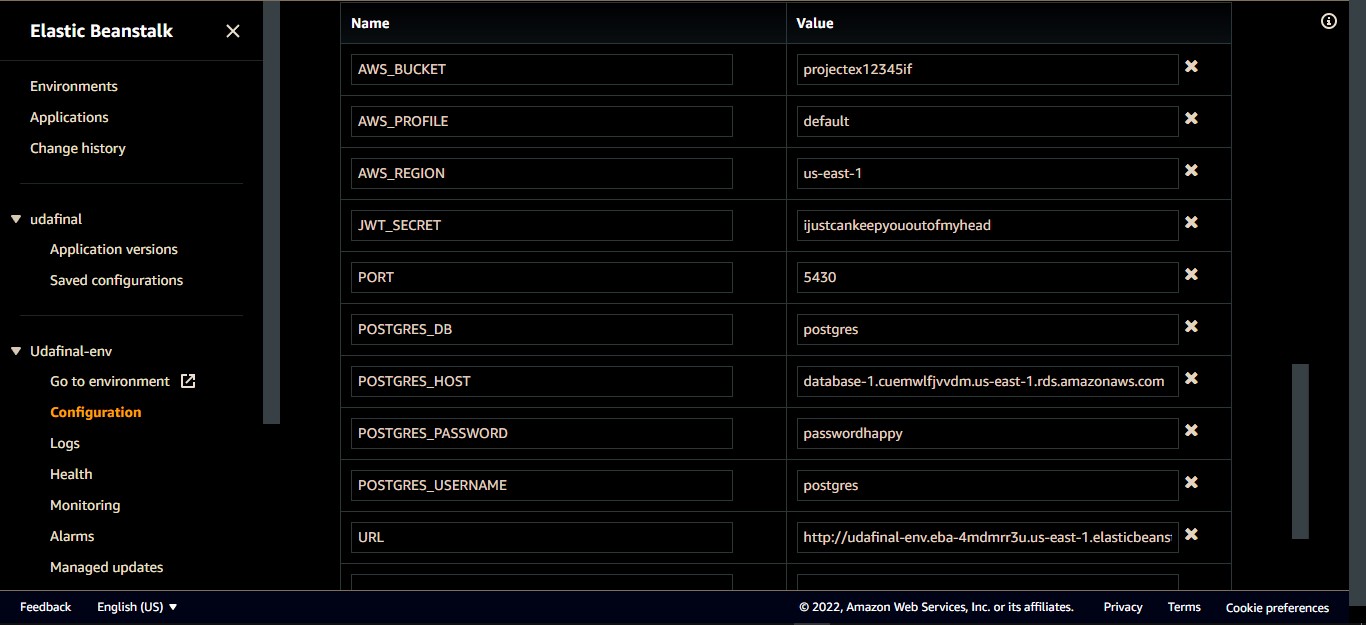 Elastic Beanstalk
Environments
Applications
Change history
udafinal
Application versions
Saved configurations
Udafinal-env
Go to environment
Configuration
Logs
Health
Monitoring
Alarms
Managed updates
Name Value
AWS_BUCKET projectex12345if
AWS_PROFILE default
AWS_REGION us-east-1
JWT_SECRET ijustcankeepyououtofmyhead
PORT 5430
POSTGRES_DB postgres
POSTGRES_HOST database-1.cuemwlfjvvdm.us-east-1.rds.amazonaws.com
POSTGRES_PASSWORD passwordhappy
POSTGRES_USERNAME postgres
URL http://udafinal-env.eba-4mdmrr3u.us-east-1.elasticbeans
Feedback English (US) © 2022, Amazon Web Services, Inc. or its affiliates. Privacy Terms Cookie preferences